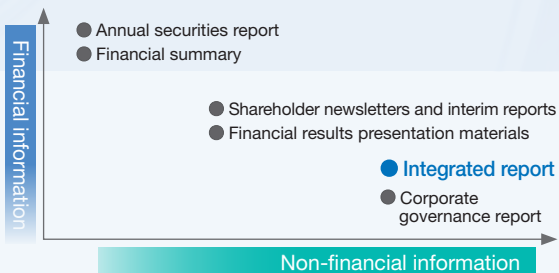 Financial information
Annual securities report
Financial summary
Shareholder newsletters and interim reports
Financial results presentation materials
Integrated report
Corporate
governance report
Non-financial information